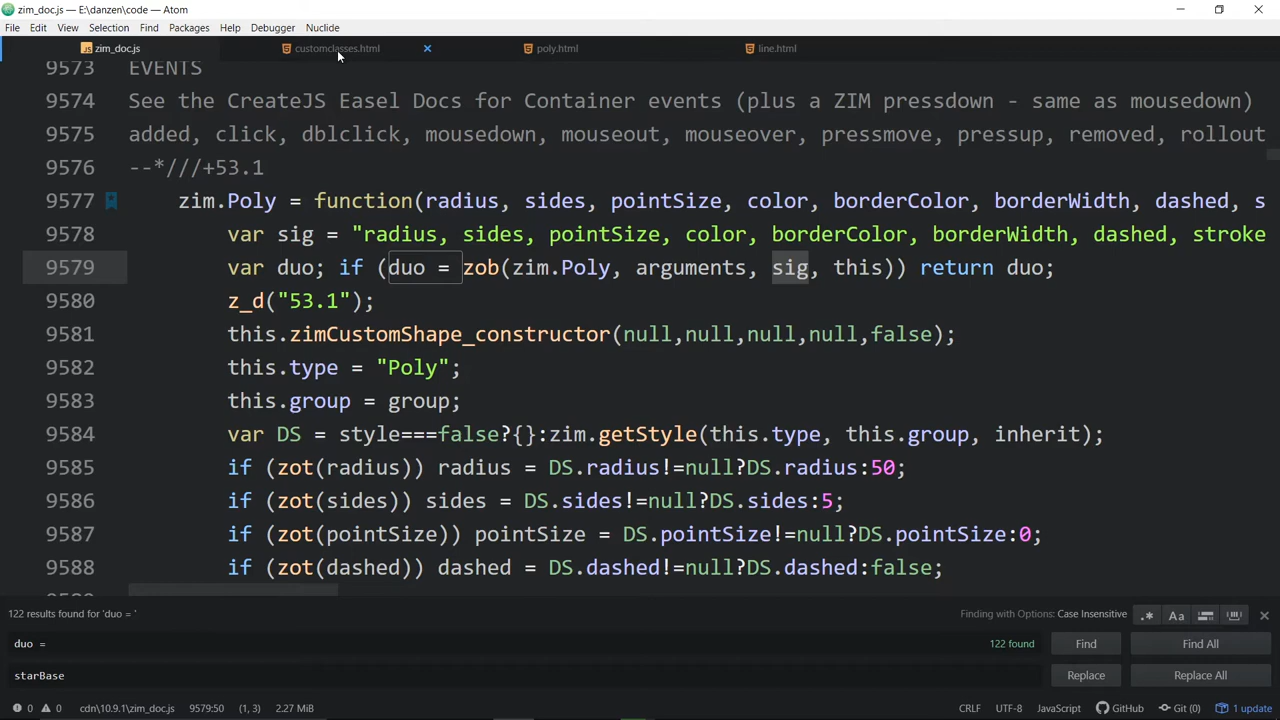 zim_doc.js — E:\danzen\code — Atom
File Edit View Selection Find Packages Help Debugger Nuclide
zim_doc.js customclasses.html poly.html line.html
9573 EVENTS
9574 See the CreateJS Easel Docs for Container events (plus a ZIM pressdown - same as mousedown)
9575 added, click, dblclick, mousedown, mouseout, mouseover, pressmove, pressup, removed, rollout
9576 --*///+53.1
9577 zim.Poly = function(radius, sides, pointSize, color, borderColor, borderWidth, dashed, s
9578 var sig = "radius, sides, pointSize, color, borderColor, borderWidth, dashed, stroke
9579 var duo; if (duo = zob(zim.Poly, arguments, sig, this)) return duo;
9580 z_d("53.1");
9581 this.zimCustomShape_constructor(null,null,null,null,false);
9582 this.type = "Poly";
9583 this.group = group;
9584 var DS = style===false?{}:zim.getStyle(this.type, this.group, inherit);
9585 if (zot(radius)) radius = DS.radius!=null?DS.radius:50;
9586 if (zot(sides)) sides = DS.sides!=null?DS.sides:5;
9587 if (zot(pointSize)) pointSize = DS.pointSize!=null?DS.pointSize:0;
9588 if (zot(dashed)) dashed = DS.dashed!=null?DS.dashed:false;
122 results found for 'duo = ' Finding with Options: Case Insensitive
duo = 122 found Find Find All
starBase Replace Replace All
0 0 cdn\10.9.1\zim_doc.js 9579:50 (1, 3) 2.27 MiB CRLF UTF-8 JavaScript GitHub Git (0) 1 update